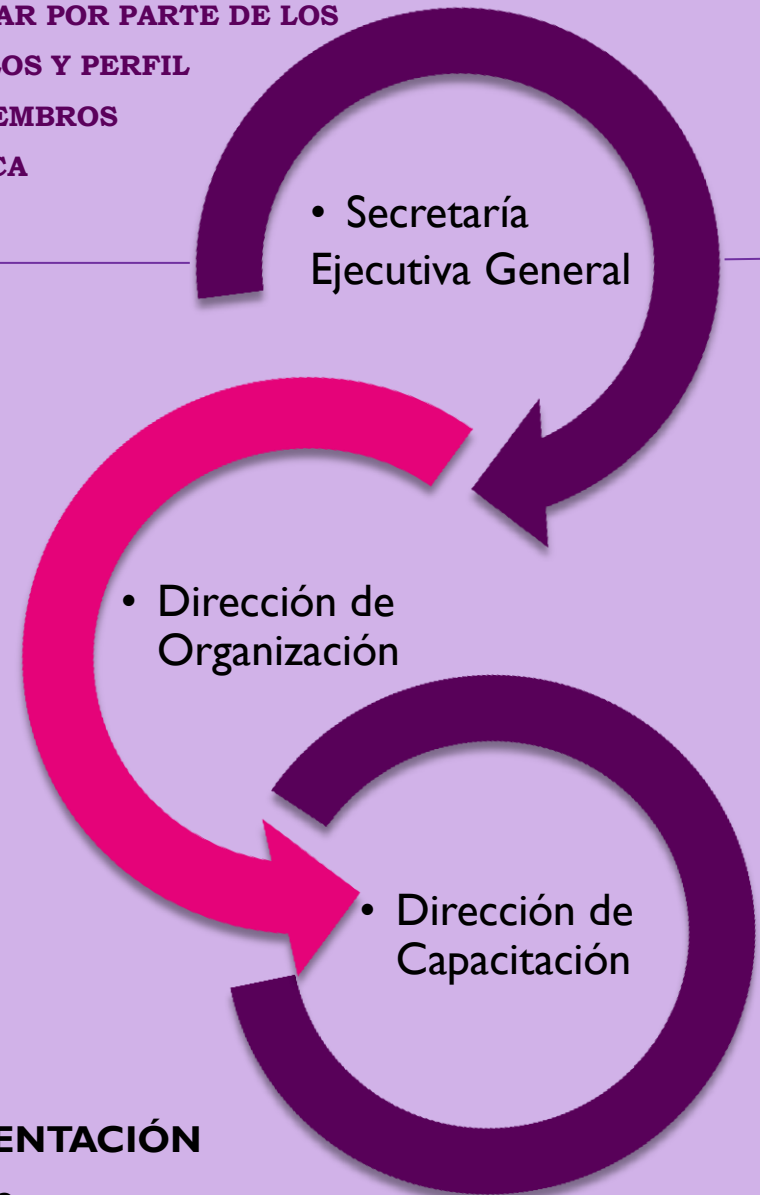 AR POR PARTE DE LOS
OS Y PERFIL
EMBROS
CA
• Secretaría
Ejecutiva General
• Dirección de
Organización
• Dirección de
Capacitación
ENTACIÓN